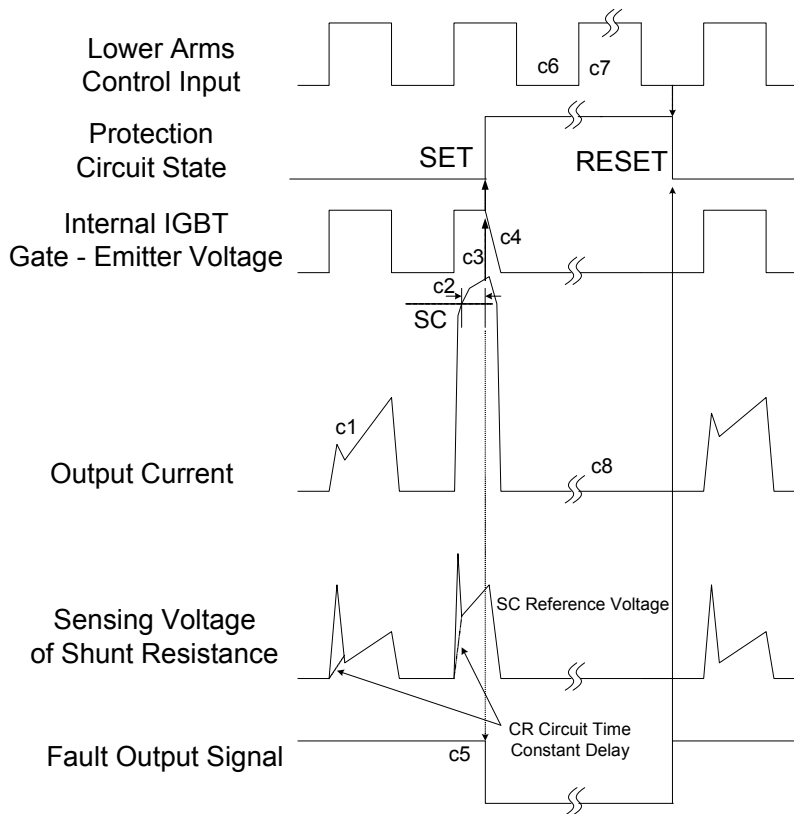 Lower Arms
Control Input
c6
c7
Protection
Circuit State
SET
RESET
Internal IGBT
Gate - Emitter Voltage
c4
c3
c2
SC
c1
Output Current
c8
Sensing Voltage
of Shunt Resistance
SC Reference Voltage
CR Circuit Time
Constant Delay
Fault Output Signal
c5